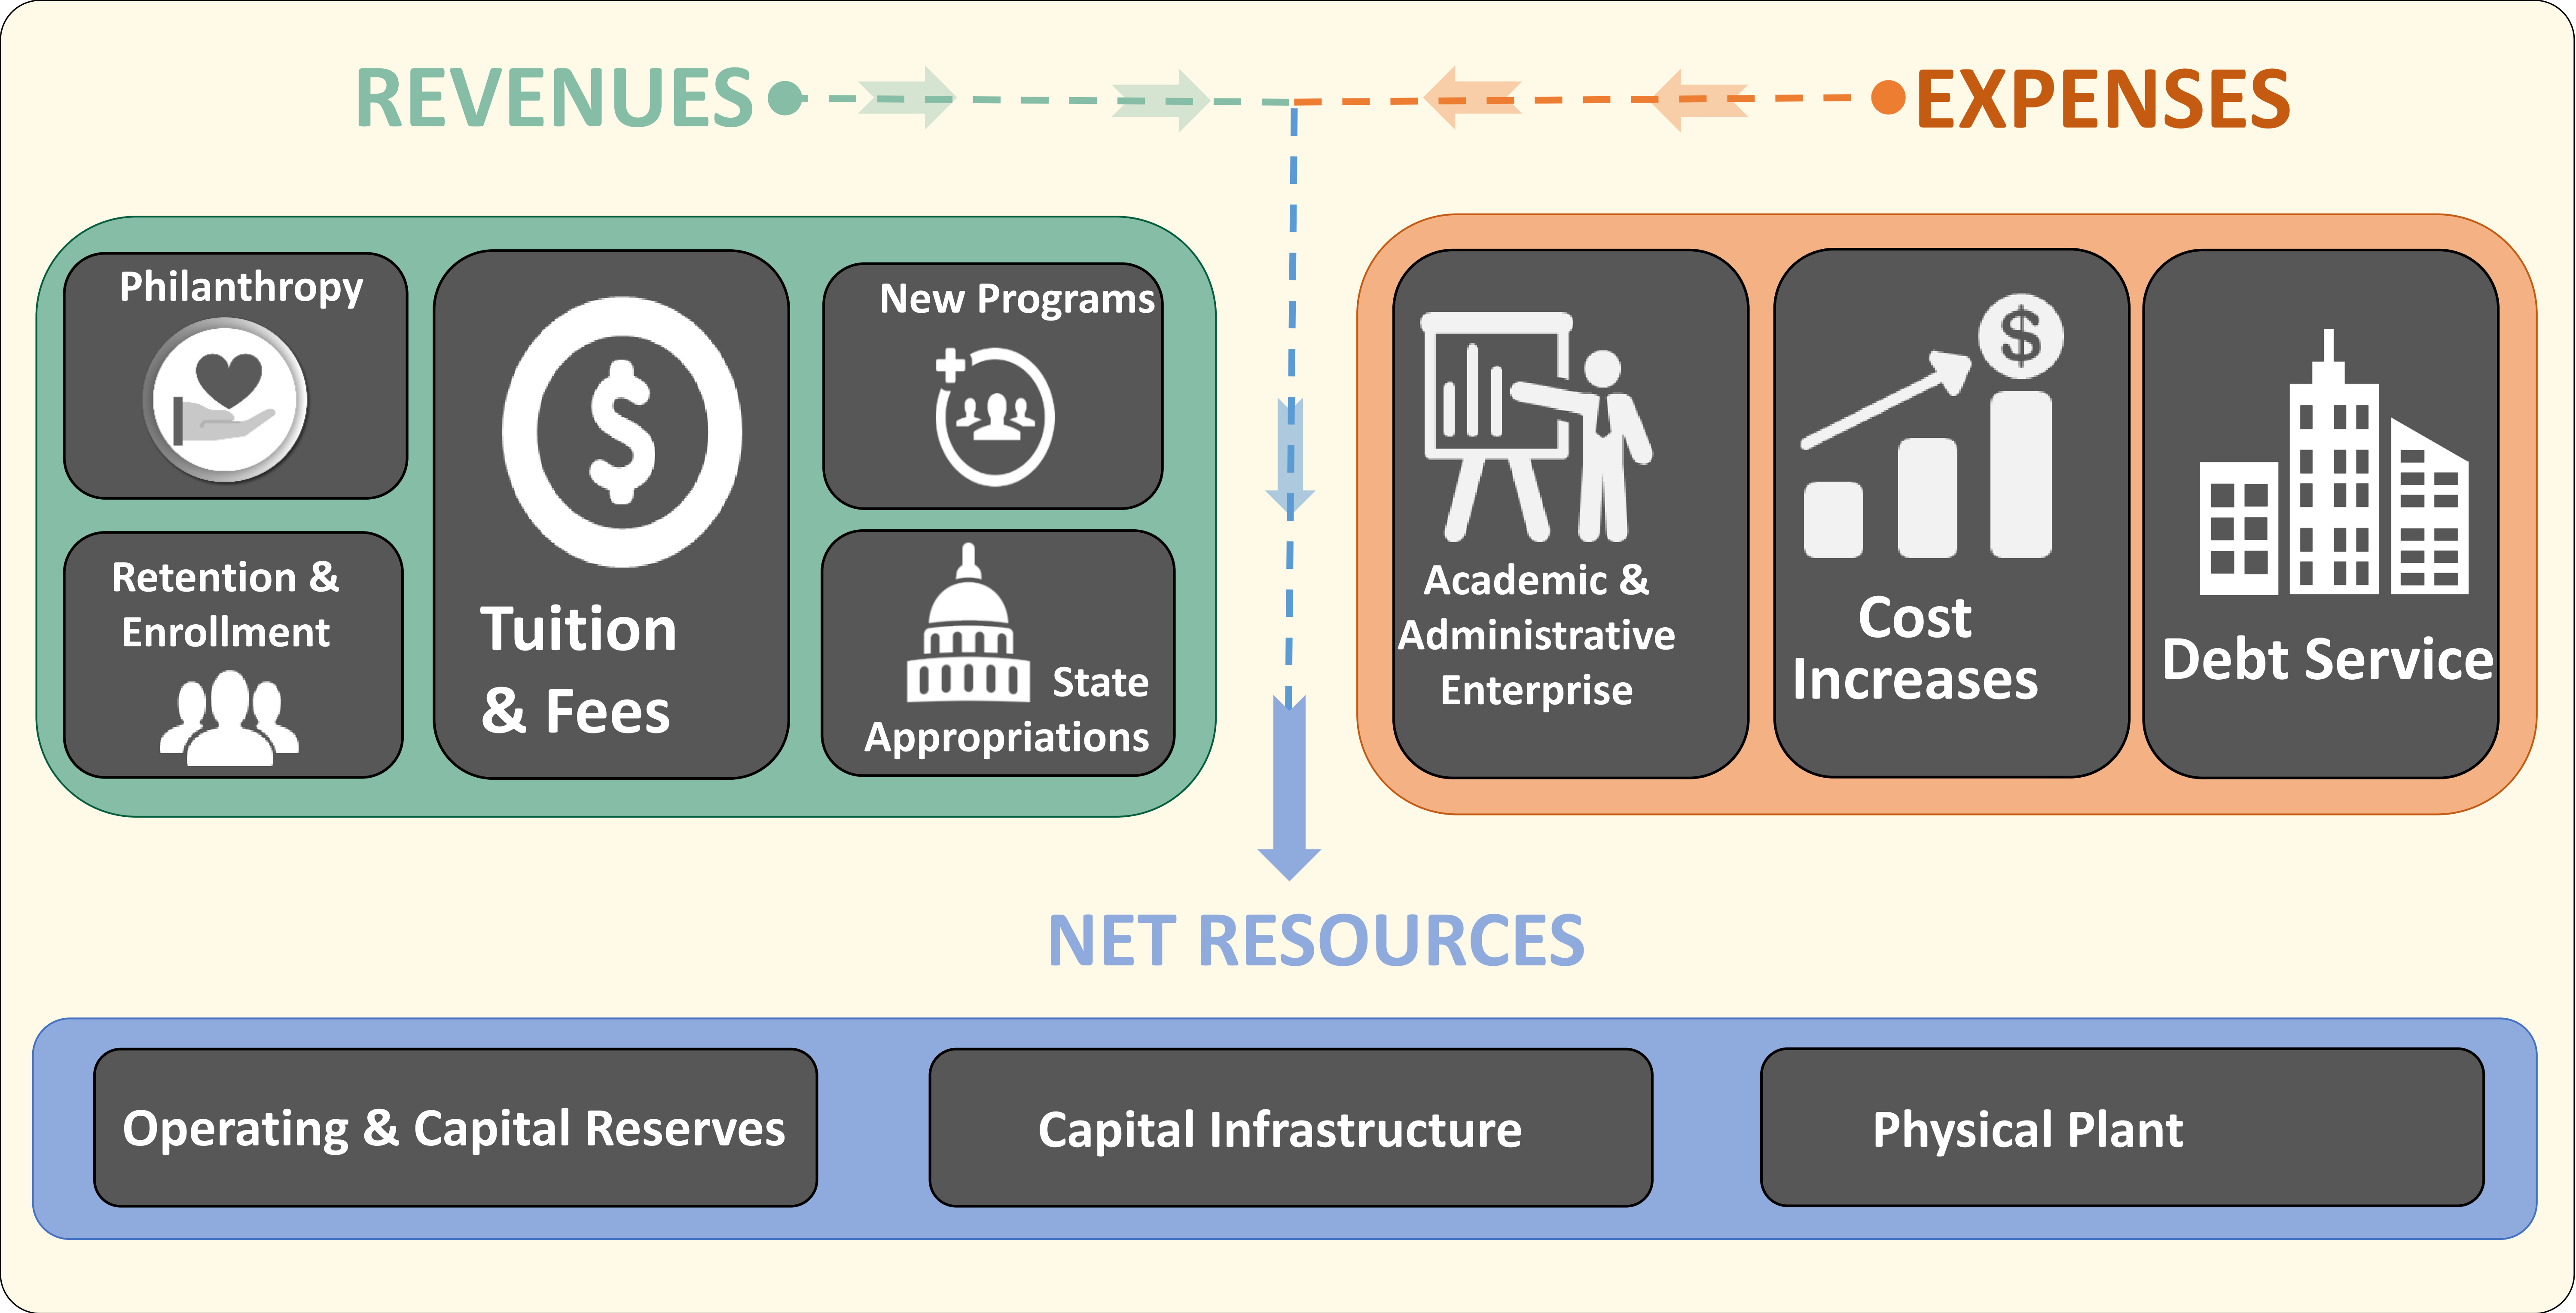 REVENUES
EXPENSES
Philanthropy
Retention &
Enrollment
$
Tuition
& Fees
New Programs
State
Appropriations
Academic &
Administrative
Enterprise
$
Cost
Increases
Debt Service
NET RESOURCES
Operating & Capital Reserves
Capital Infrastructure
Physical Plant